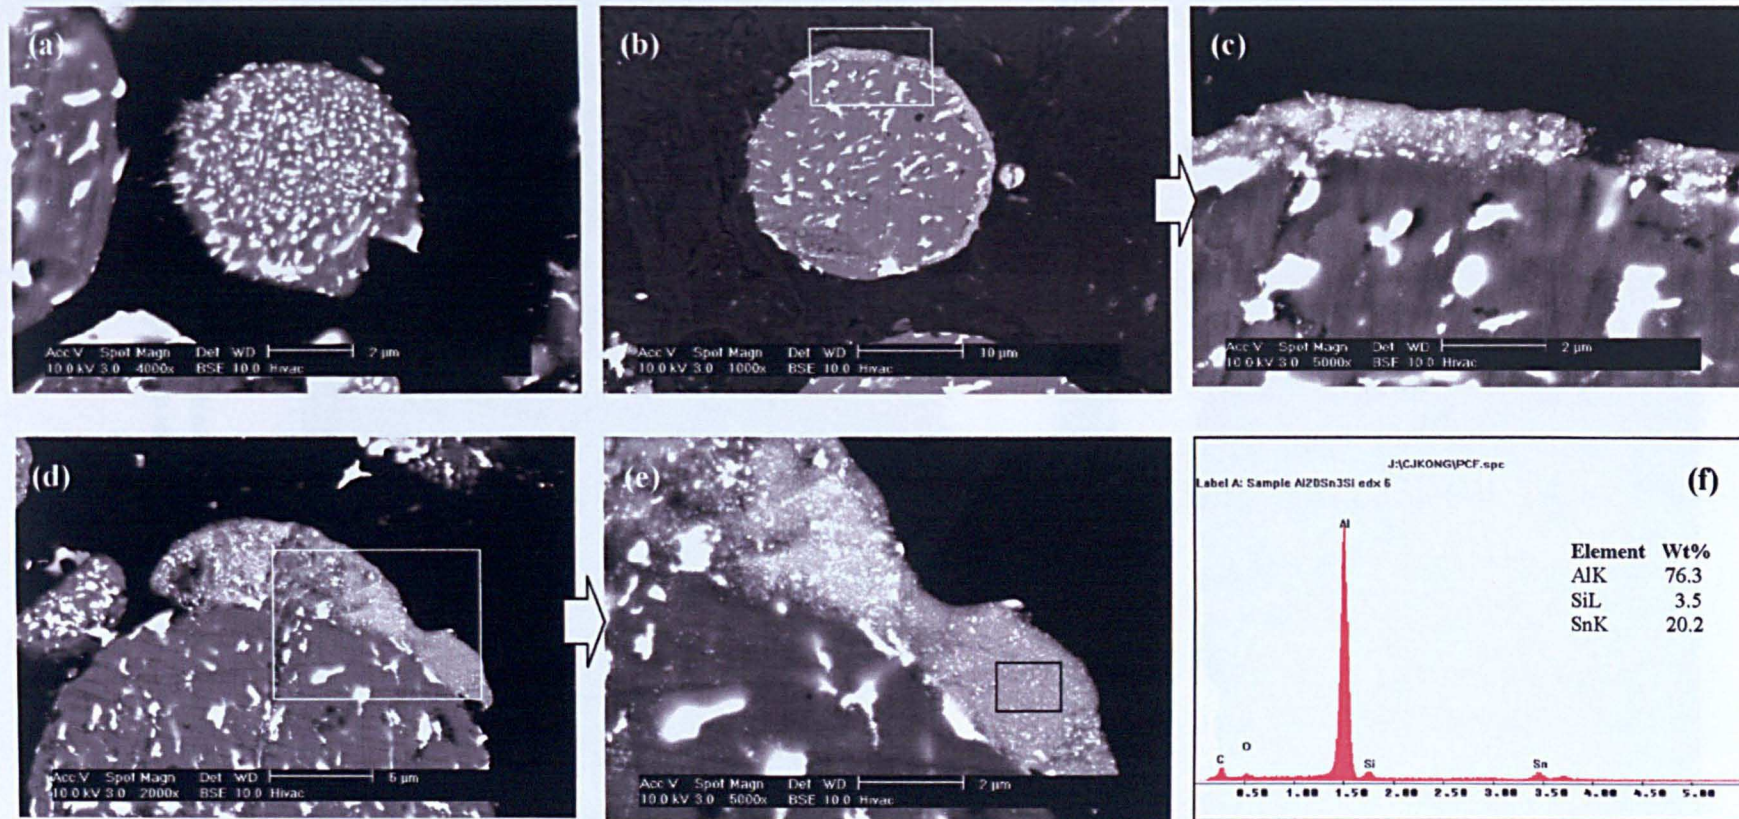 (a)
Acc.V Spot Magn Det WD 2 µm
10.0 kV 3.0 4000x BSE 10.0 Hivac
(b)
Acc.V Spot Magn Det WD 10 µm
10.0 kV 3.0 1000x BSE 10.0 Hivac
(c)
Acc.V Spot Magn Det WD 2 µm
10.0 kV 3.0 5000x BSE 10.0 Hivac
(d)
Acc.V Spot Magn Det WD 5 µm
10.0 kV 3.0 2000x BSE 10.0 Hivac
(e)
Acc.V Spot Magn Det WD 2 µm
10.0 kV 3.0 5000x BSE 10.0 Hivac
J:\CJKONG\PCF.spc
Label A: Sample Al20Sn3Si edx 6
(f)
Al
Element Wt%
AlK 76.3
SiL 3.5
SnK 20.2
C O Si Sn
0.50 1.00 1.50 2.00 2.50 3.00 3.50 4.00 4.50 5.00